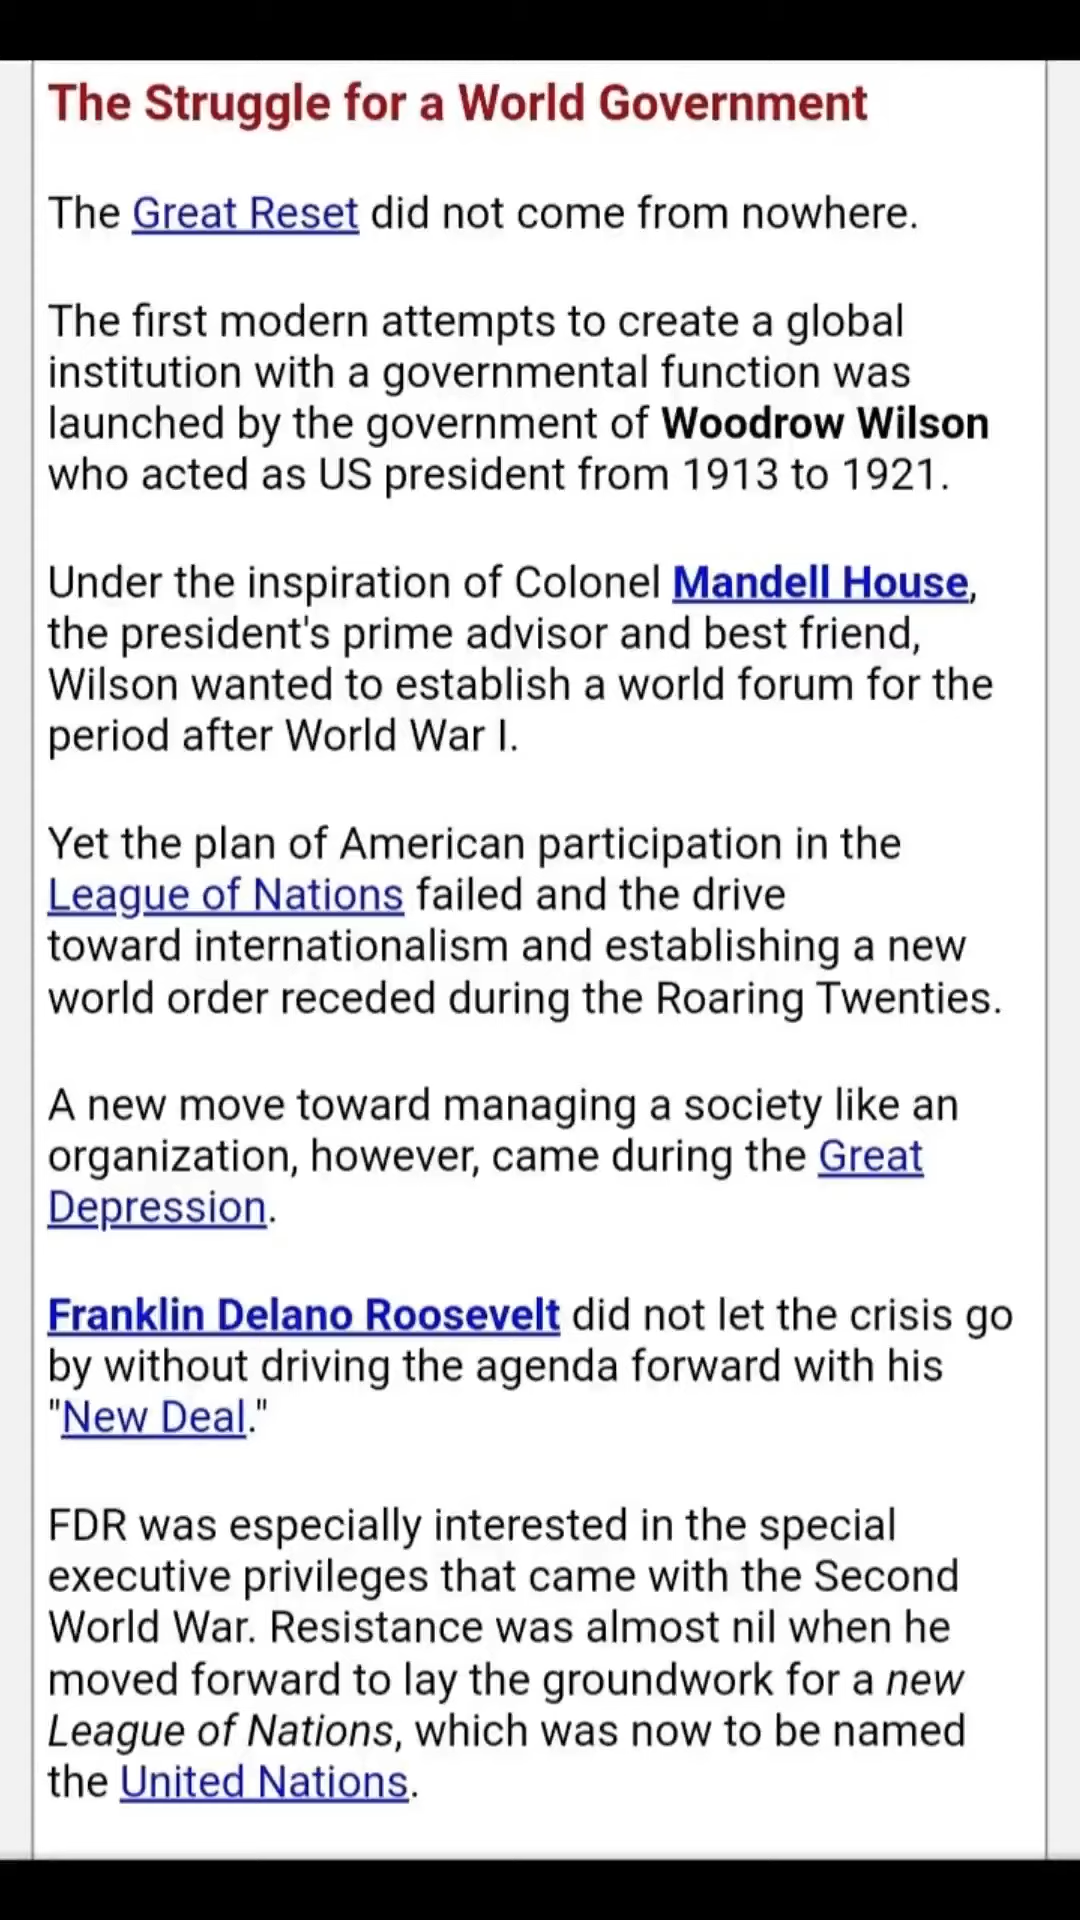 The Struggle for a World Government
The Great Reset did not come from nowhere.
The first modern attempts to create a global
institution with a governmental function was
launched by the government of Woodrow Wilson
who acted as US president from 1913 to 1921.
Under the inspiration of Colonel Mandell House,
the president's prime advisor and best friend,
Wilson wanted to establish a world forum for the
period after World War I.
Yet the plan of American participation in the
League of Nations failed and the drive
toward internationalism and establishing a new
world order receded during the Roaring Twenties.
A new move toward managing a society like an
organization, however, came during the Great
Depression.
Franklin Delano Roosevelt did not let the crisis go
by without driving the agenda forward with his
"New Deal."
FDR was especially interested in the special
executive privileges that came with the Second
World War. Resistance was almost nil when he
moved forward to lay the groundwork for a new
League of Nations, which was now to be named
the United Nations.